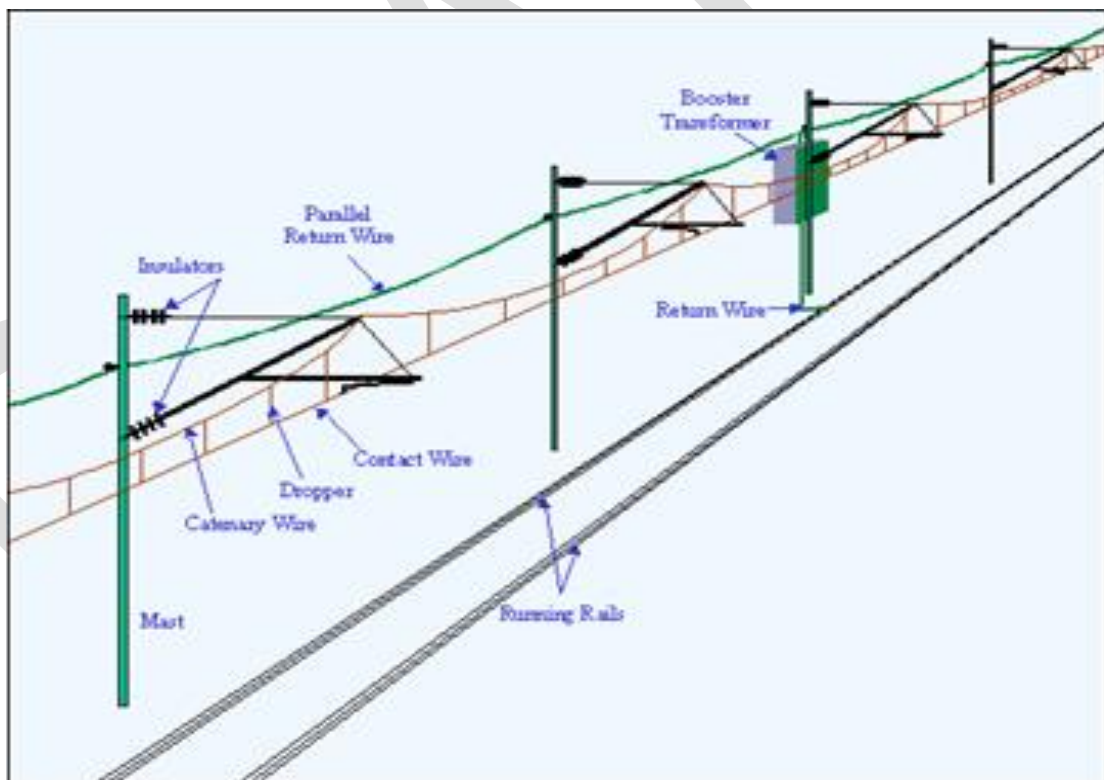 Booster
Transformer
Parallel
Return Wire
Insulators
Return Wire
Contact Wire
Dropper
Catenary Wire
Running Rails
Mast